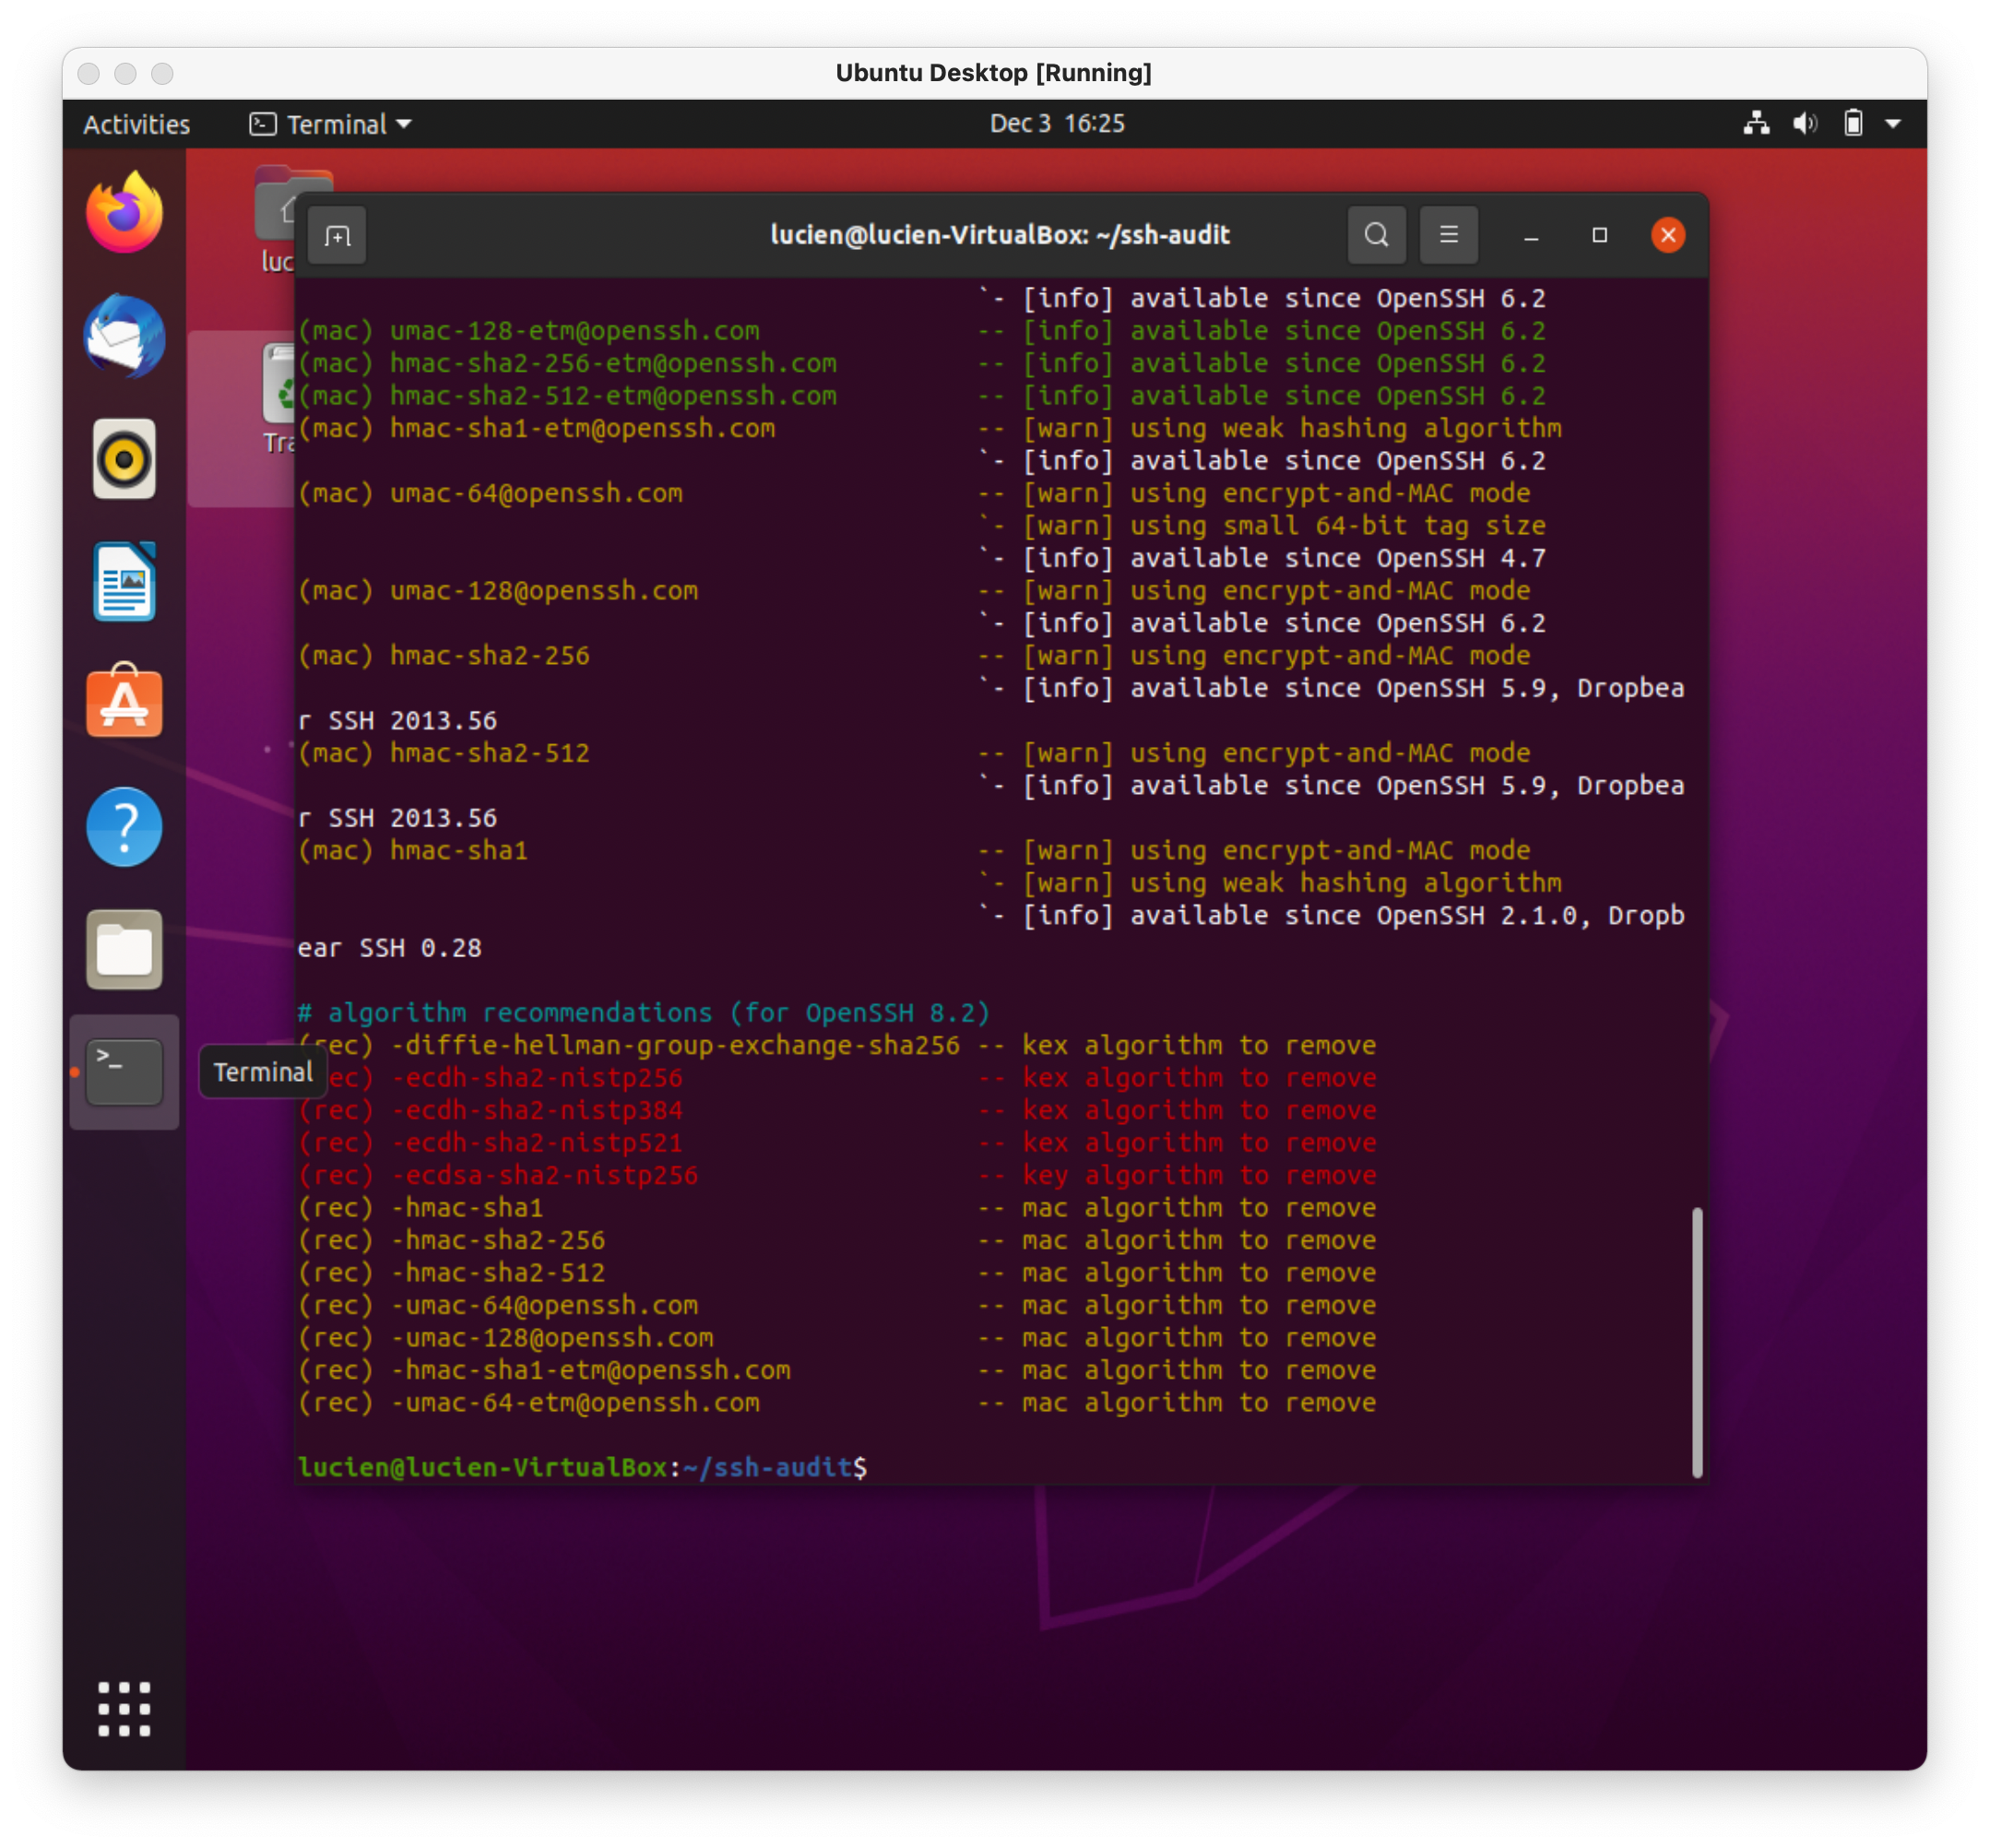 Ubuntu Desktop [Running]
Activities
Terminal
Dec 3 16:25
luc
Tra
Terminal
lucien@lucien-VirtualBox: ~/ssh-audit
`- [info] available since OpenSSH 6.2
(mac) umac-128-etm@openssh.com -- [info] available since OpenSSH 6.2
(mac) hmac-sha2-256-etm@openssh.com -- [info] available since OpenSSH 6.2
(mac) hmac-sha2-512-etm@openssh.com -- [info] available since OpenSSH 6.2
(mac) hmac-sha1-etm@openssh.com -- [warn] using weak hashing algorithm
`- [info] available since OpenSSH 6.2
(mac) umac-64@openssh.com -- [warn] using encrypt-and-MAC mode
`- [warn] using small 64-bit tag size
`- [info] available since OpenSSH 4.7
(mac) umac-128@openssh.com -- [warn] using encrypt-and-MAC mode
`- [info] available since OpenSSH 6.2
(mac) hmac-sha2-256 -- [warn] using encrypt-and-MAC mode
`- [info] available since OpenSSH 5.9, Dropbea
r SSH 2013.56
(mac) hmac-sha2-512 -- [warn] using encrypt-and-MAC mode
`- [info] available since OpenSSH 5.9, Dropbea
r SSH 2013.56
(mac) hmac-sha1 -- [warn] using encrypt-and-MAC mode
`- [warn] using weak hashing algorithm
`- [info] available since OpenSSH 2.1.0, Dropb
ear SSH 0.28
# algorithm recommendations (for OpenSSH 8.2)
(rec) -diffie-hellman-group-exchange-sha256 -- kex algorithm to remove
ec) -ecdh-sha2-nistp256 -- kex algorithm to remove
(rec) -ecdh-sha2-nistp384 -- kex algorithm to remove
(rec) -ecdh-sha2-nistp521 -- kex algorithm to remove
(rec) -ecdsa-sha2-nistp256 -- key algorithm to remove
(rec) -hmac-sha1 -- mac algorithm to remove
(rec) -hmac-sha2-256 -- mac algorithm to remove
(rec) -hmac-sha2-512 -- mac algorithm to remove
(rec) -umac-64@openssh.com -- mac algorithm to remove
(rec) -umac-128@openssh.com -- mac algorithm to remove
(rec) -hmac-sha1-etm@openssh.com -- mac algorithm to remove
(rec) -umac-64-etm@openssh.com -- mac algorithm to remove
lucien@lucien-VirtualBox:~/ssh-audit$